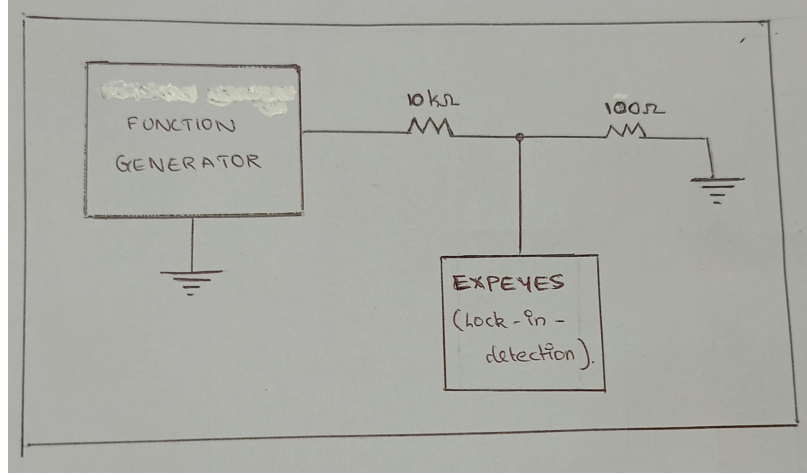 FUNCTION
GENERATOR
10kΩ
100Ω
EXPEYES
(Lock-in-
detection).